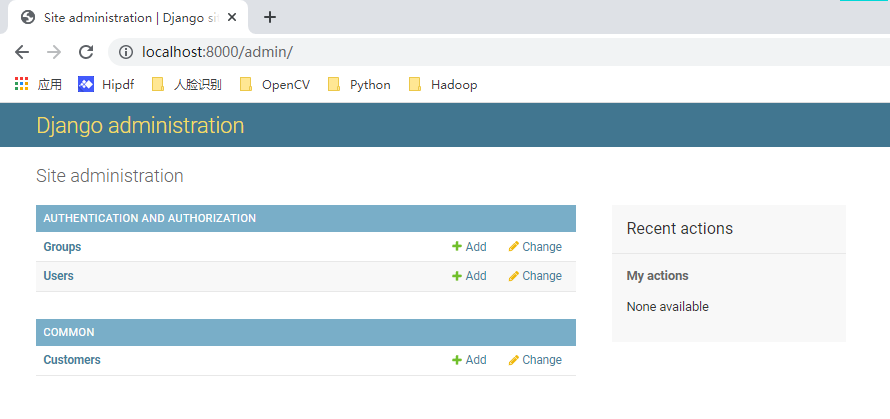 Site administration | Django sit
localhost:8000/admin/
应用 Hipdf 人脸识别 OpenCV Python Hadoop
Django administration
Site administration
AUTHENTICATION AND AUTHORIZATION
Groups Add Change
Users Add Change
COMMON
Customers Add Change
Recent actions
My actions
None available